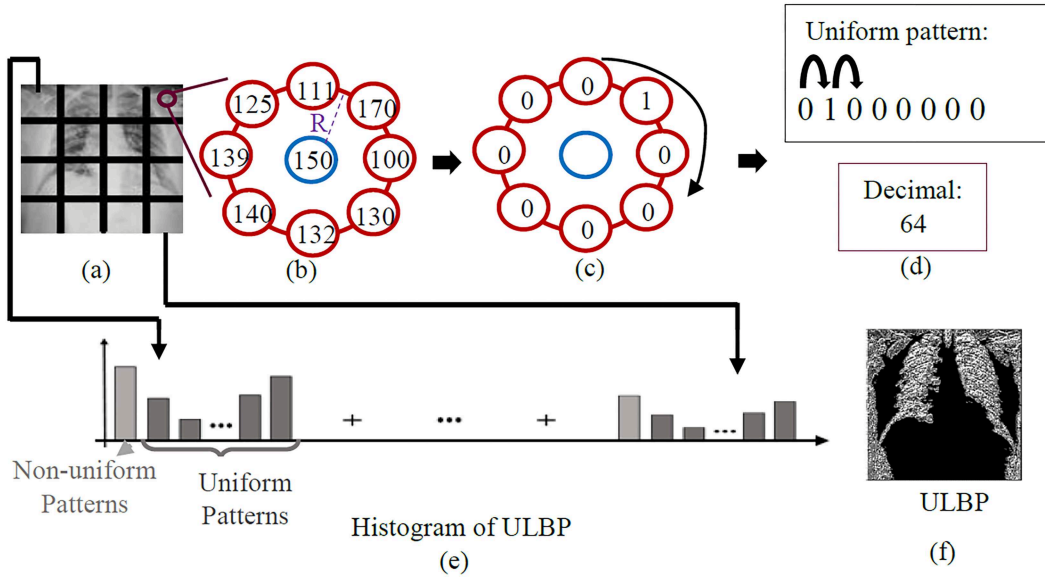 Uniform pattern:
0 1 0 0 0 0 0 0
111
125
170
R
139
150
100
140
130
132
0
0
1
0
0
0
0
0
Decimal:
64
(a)
(b)
(c)
(d)
+
...
+
...
...
Non-uniform
Patterns
Uniform
Patterns
Histogram of ULBP
(e)
ULBP
(f)